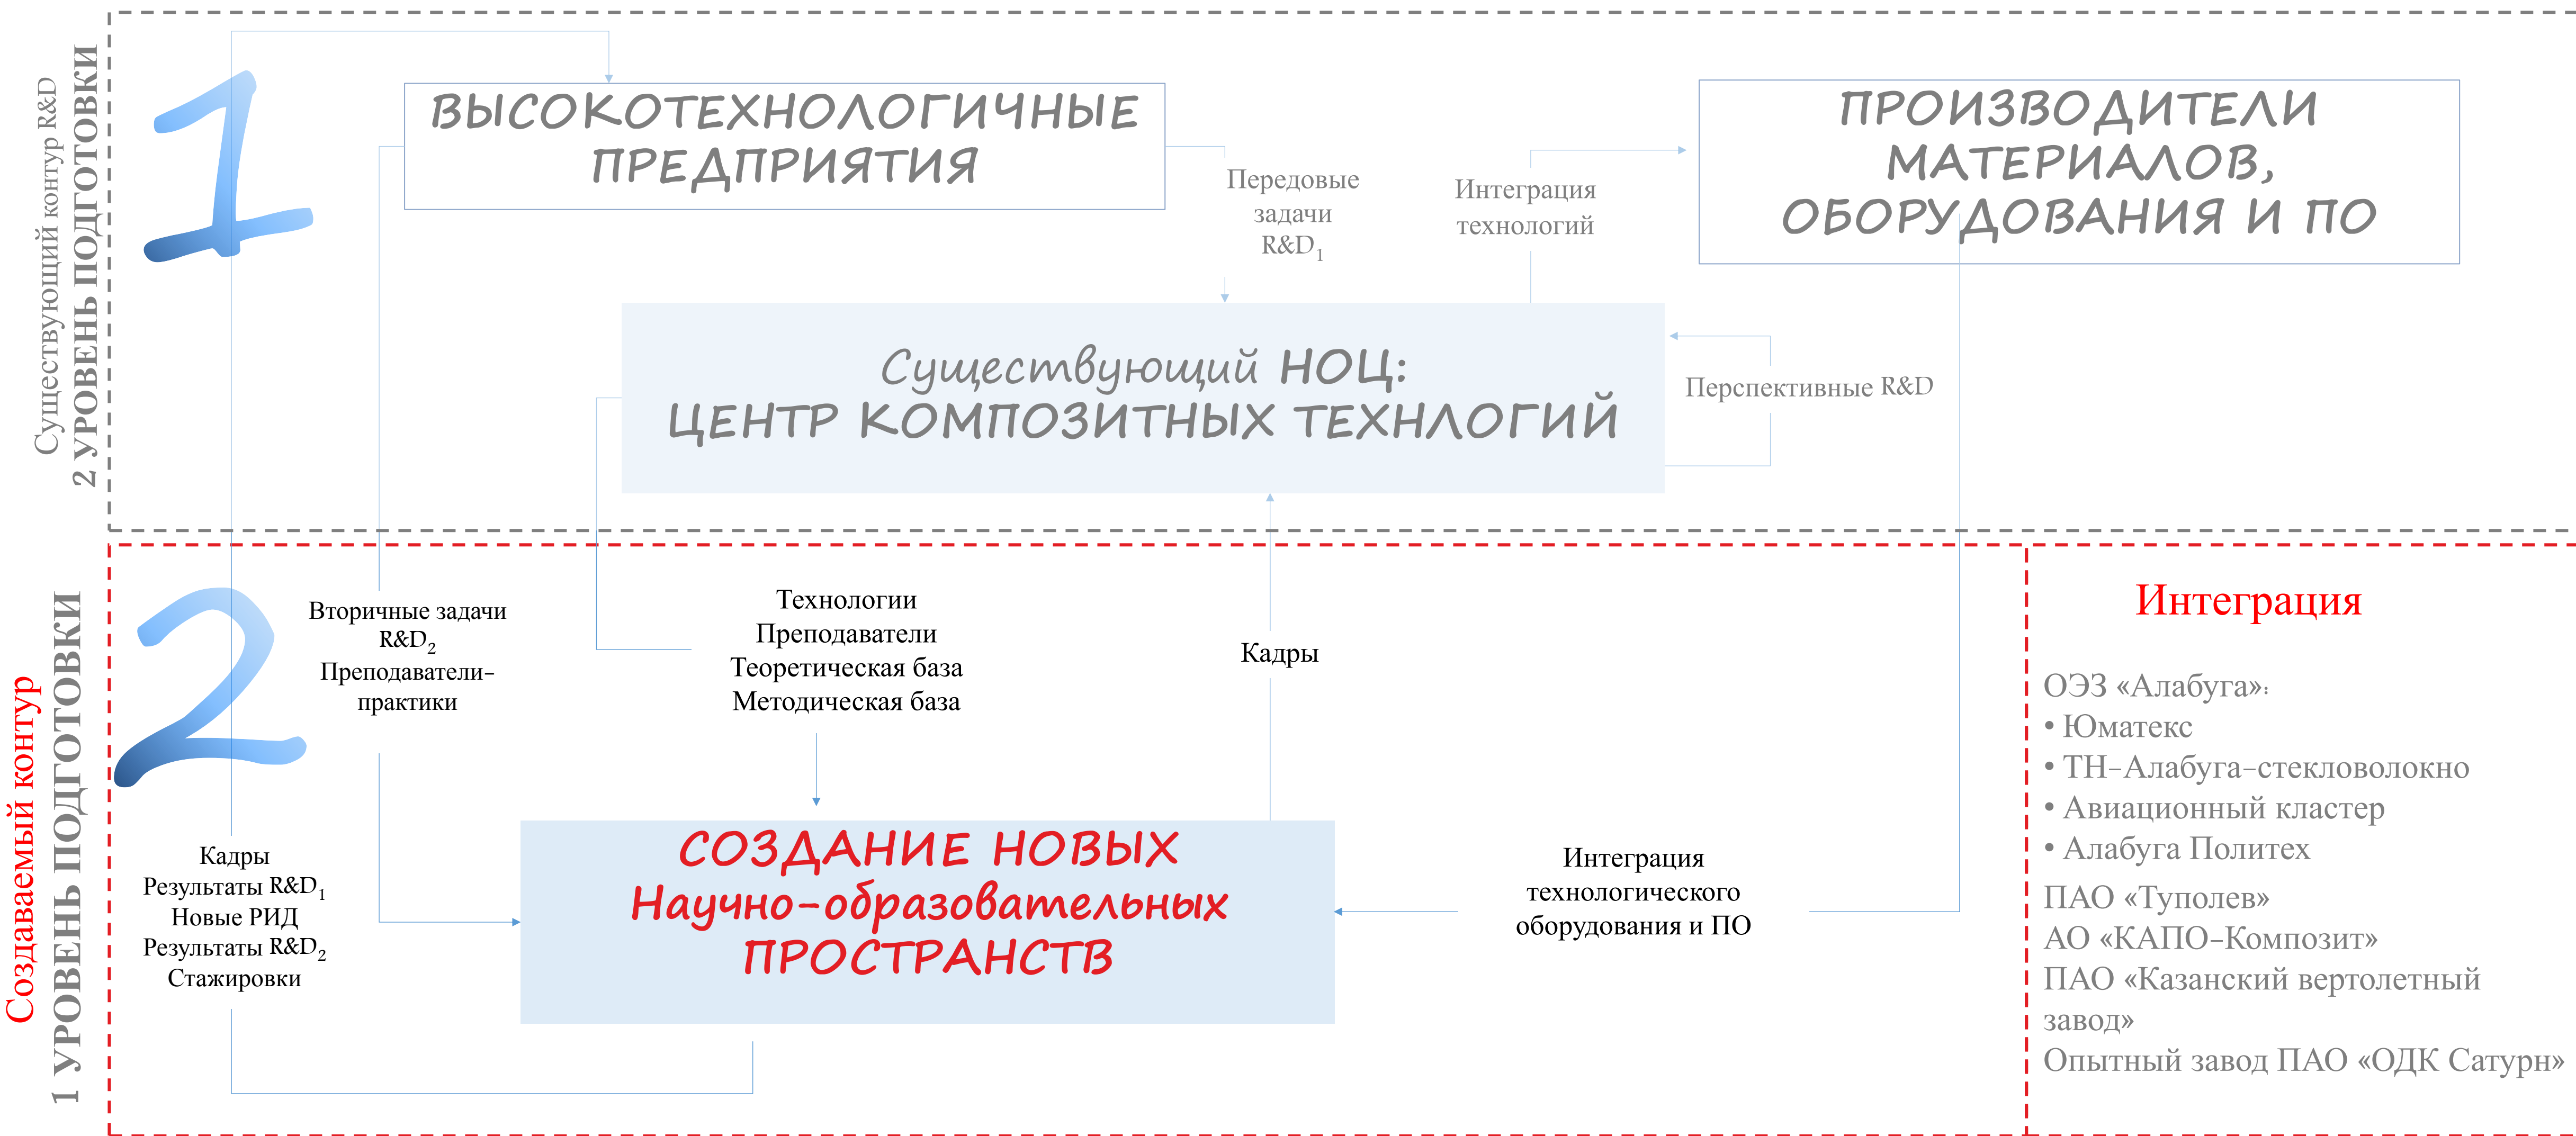 Существующий контур R&D
2 УРОВЕНЬ ПОДГОТОВКИ
1
ВЫСОКОТЕХНОЛОГИЧНЫЕ
ПРЕДПРИЯТИЯ
Передовые
задачи
R&D1
Интеграция
технологий
ПРОИЗВОДИТЕЛИ
МАТЕРИАЛОВ,
ОБОРУДОВАНИЯ И ПО
Существующий НОЦ:
ЦЕНТР КОМПОЗИТНЫХ ТЕХНЛОГИЙ
Перспективные R&D
Создаваемый контур
1 УРОВЕНЬ ПОДГОТОВКИ
2
Вторичные задачи
R&D2
Преподаватели-
практики
Технологии
Преподаватели
Теоретическая база
Методическая база
Кадры
Кадры
Результаты R&D1
Новые РИД
Результаты R&D2
Стажировки
СОЗДАНИЕ НОВЫХ
Научно-образовательных
ПРОСТРАНСТВ
Интеграция
технологического
оборудования и ПО
Интеграция
ОЭЗ «Алабуга»:
• Юматекс
• ТН-Алабуга-стекловолокно
• Авиационный кластер
• Алабуга Политех
ПАО «Туполев»
АО «КАПО-Композит»
ПАО «Казанский вертолетный
завод»
Опытный завод ПАО «ОДК Сатурн»